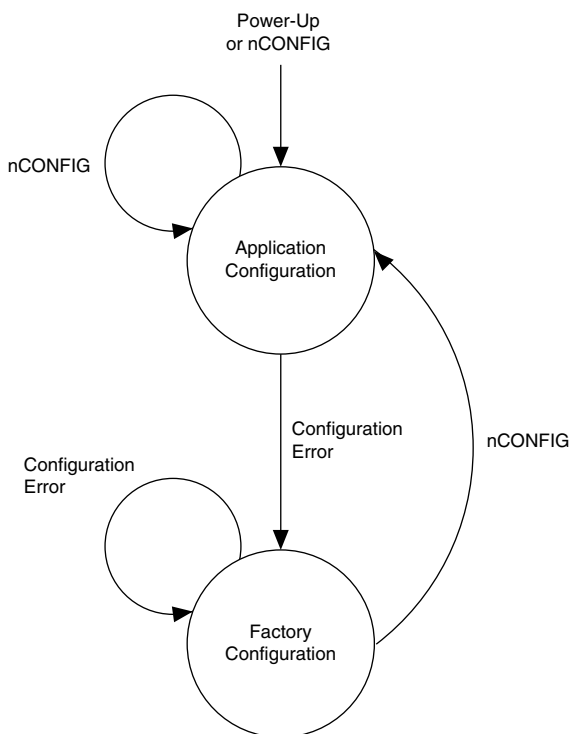 Power-Up
or nCONFIG
nCONFIG
Application
Configuration
Configuration
Error
nCONFIG
Configuration
Error
Factory
Configuration